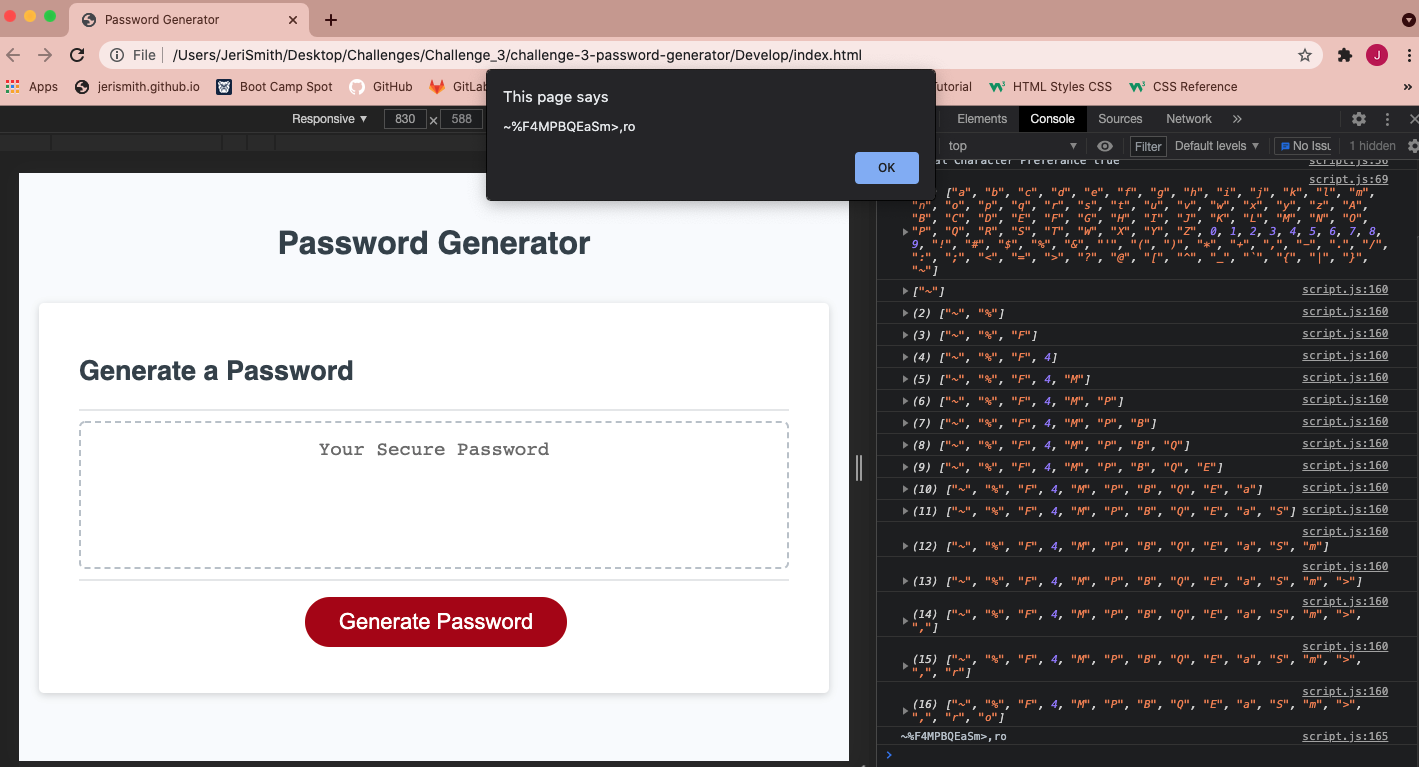 Password Generator
File
/Users/JeriSmith/Desktop/Challenges/Challenge_3/challenge-3-password-generator/Develop/index.html
J
Apps
jerismith.github.io
Boot Camp Spot
GitHub
GitLab
utorial
HTML Styles CSS
CSS Reference
»
This page says
~%F4MPBQEaSm>,ro
OK
Responsive ▼
830
×
588
Elements
Console
Sources
Network
»
top
▼
Filter
Default levels ▼
No Issu
1 hidden
al Character Preferance true
script.js:56
script.js:69
["a", "b", "c", "d", "e", "f", "g", "h", "i", "j", "k", "l", "m",
"n", "o", "p", "q", "r", "s", "t", "u", "v", "w", "x", "y", "z", "A",
"B", "C", "D", "E", "F", "G", "H", "I", "J", "K", "L", "M", "N", "O",
"P", "Q", "R", "S", "T", "W", "X", "Y", "Z", 0, 1, 2, 3, 4, 5, 6, 7, 8,
9, "!", "#", "$", "%", "&", "'", "(", ")", "*", "+", ",", "-", ".", "/",
":", ";", "<", "=", ">", "?", "@", "[", "^", "_", "`", "{", "|", "}",
"~"]
["~"]
script.js:160
(2) ["~", "%"]
script.js:160
(3) ["~", "%", "F"]
script.js:160
(4) ["~", "%", "F", 4]
script.js:160
(5) ["~", "%", "F", 4, "M"]
script.js:160
(6) ["~", "%", "F", 4, "M", "P"]
script.js:160
(7) ["~", "%", "F", 4, "M", "P", "B"]
script.js:160
(8) ["~", "%", "F", 4, "M", "P", "B", "Q"]
script.js:160
(9) ["~", "%", "F", 4, "M", "P", "B", "Q", "E"]
script.js:160
(10) ["~", "%", "F", 4, "M", "P", "B", "Q", "E", "a"]
script.js:160
(11) ["~", "%", "F", 4, "M", "P", "B", "Q", "E", "a", "S"]
script.js:160
script.js:160
(12) ["~", "%", "F", 4, "M", "P", "B", "Q", "E", "a", "S", "m"]
script.js:160
(13) ["~", "%", "F", 4, "M", "P", "B", "Q", "E", "a", "S", "m", ">"]
script.js:160
(14) ["~", "%", "F", 4, "M", "P", "B", "Q", "E", "a", "S", "m", ">",
","]
script.js:160
(15) ["~", "%", "F", 4, "M", "P", "B", "Q", "E", "a", "S", "m", ">",
",", "r"]
script.js:160
(16) ["~", "%", "F", 4, "M", "P", "B", "Q", "E", "a", "S", "m", ">",
",", "r", "o"]
~%F4MPBQEaSm>,ro
script.js:165
>
Password Generator
Generate a Password
Your Secure Password
Generate Password